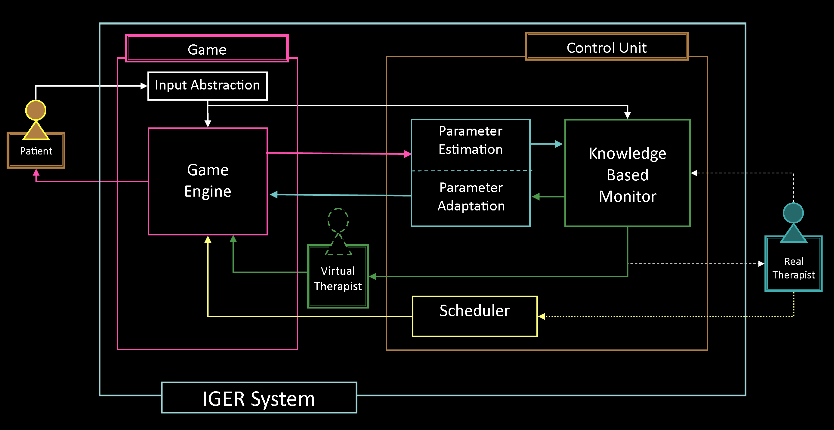 Game
Control Unit
Input Abstraction
Patient
Game
Engine
Parameter
Estimation
Parameter
Adaptation
Knowledge
Based
Monitor
Virtual
Therapist
Real
Therapist
Scheduler
IGER System